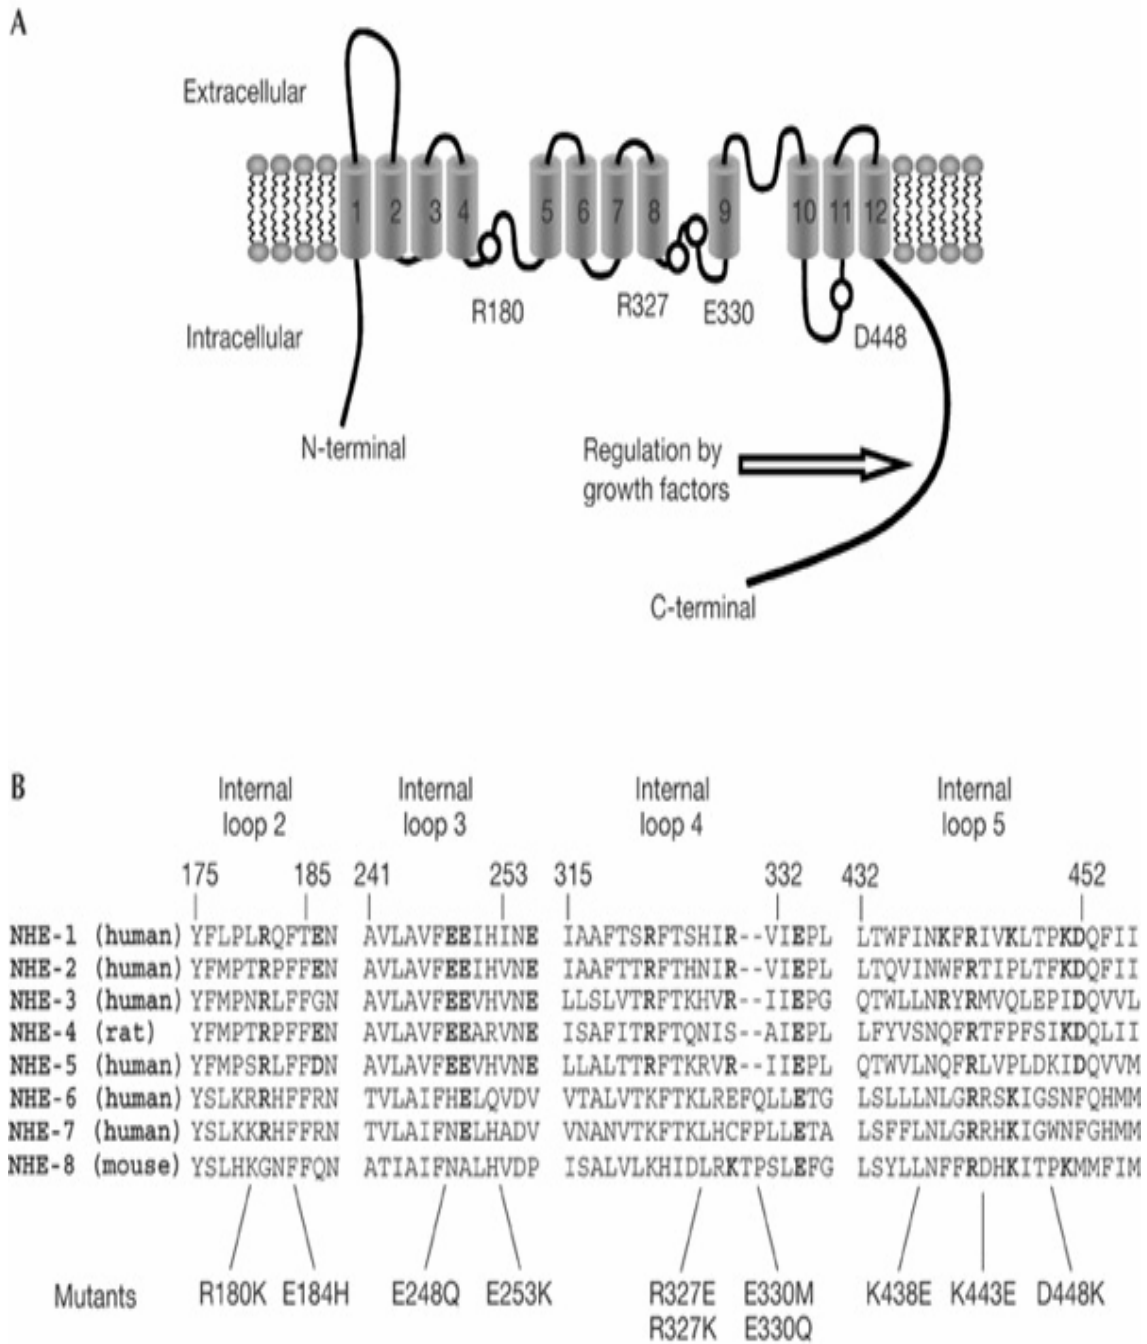 A
Extracellular
1 2 3 4 5 6 7 8 9 10 11 12
R180 R327 E330
Intracellular
D448
N-terminal
Regulation by
growth factors
C-terminal
B
Internal
loop 2
Internal
loop 3
Internal
loop 4
Internal
loop 5
175 185 241 253 315 332 432 452
NHE-1 (human) YFLPLRQFTEN AVLAVFEEIHINE IAAFTSRFTSHIR--VIEPL LTWFINKFRIVKLTPKDQFII
NHE-2 (human) YFMPTRPFFEN AVLAVFEEIHVNE IAAFTTRFTHNIR--VIEPL LTQVINWFRTIPLTFKDQFII
NHE-3 (human) YFMPNRLFFGN AVLAVFEEVHVNE LLSLVTRFTKHVR--IIEPG QTWLLNRYRMVQLEPIDQVVL
NHE-4 (rat) YFMPTRPFFEN AVLAVFEEARVNE ISAFITRFTQNIS--AIEPL LFYVSNQFRTFPFSIKDQLII
NHE-5 (human) YFMPSRLFFDN AVLAVFEEVHVNE LLALTTRFTKRVR--IIEPL QTWVLNQFRLVPLDKIDQVVM
NHE-6 (human) YSLKRRHFFRN TVLAIFHELQVDV VTALVTKFTKLREFQLLETG LSLLLNLGRRSKIGSNFQHMM
NHE-7 (human) YSLKKRHFFRN TVLAIFNELHADV VNANVTKFTKLHCFPLLETA LSFFLNLGRRHKIGWNFGHMM
NHE-8 (mouse) YSLHKGNFFQN ATIAIFNALHVDP ISALVLKHIDLRKTPSLEFG LSYLLNFFRDHKITPKMMFIM
Mutants R180K E184H E248Q E253K R327E E330M K438E K443E D448K
R327K E330Q